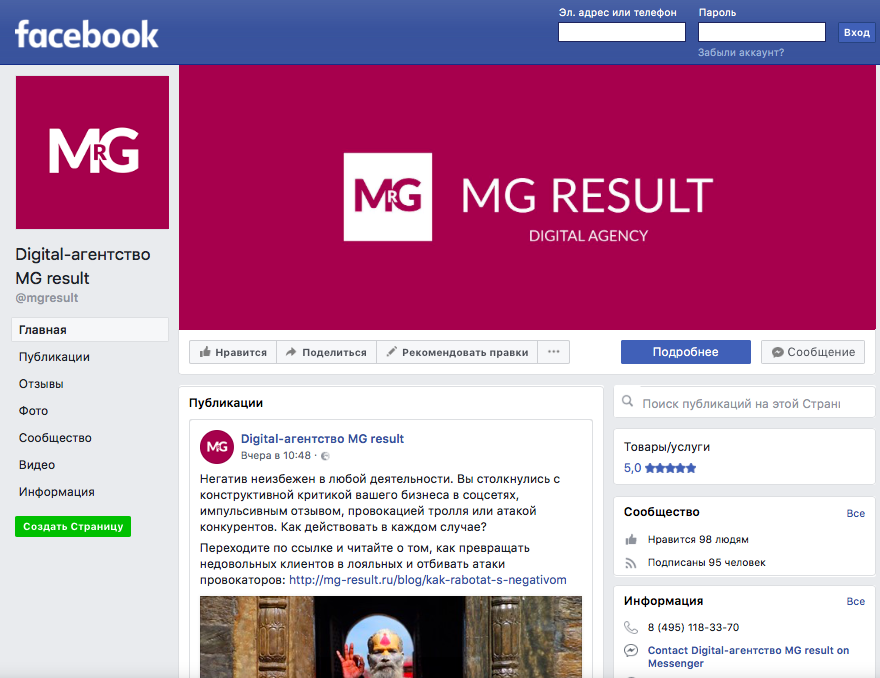 facebook
Эл. адрес или телефон
Пароль
Вход
Забыли аккаунт?
MRG
Digital-агентство
MG result
@mgresult
Главная
Публикации
Отзывы
Фото
Сообщество
Видео
Информация
Создать Страницу
MRG
MG RESULT
DIGITAL AGENCY
Нравится
Поделиться
Рекомендовать правки
Подробнее
Сообщение
Публикации
MG
Digital-агентство MG result
Вчера в 10:48 ·
Негатив неизбежен в любой деятельности. Вы столкнулись с
конструктивной критикой вашего бизнеса в соцсетях,
импульсивным отзывом, провокацией тролля или атакой
конкурентов. Как действовать в каждом случае?
Переходите по ссылке и читайте о том, как превращать
недовольных клиентов в лояльных и отбивать атаки
провокаторов: http://mg-result.ru/blog/kak-rabotat-s-negativom
Поиск публикаций на этой Страни
Товары/услуги
5,0
Сообщество
Все
Нравится 98 людям
Подписаны 95 человек
Информация
Все
8 (495) 118-33-70
Contact Digital-агентство MG result on
Messenger